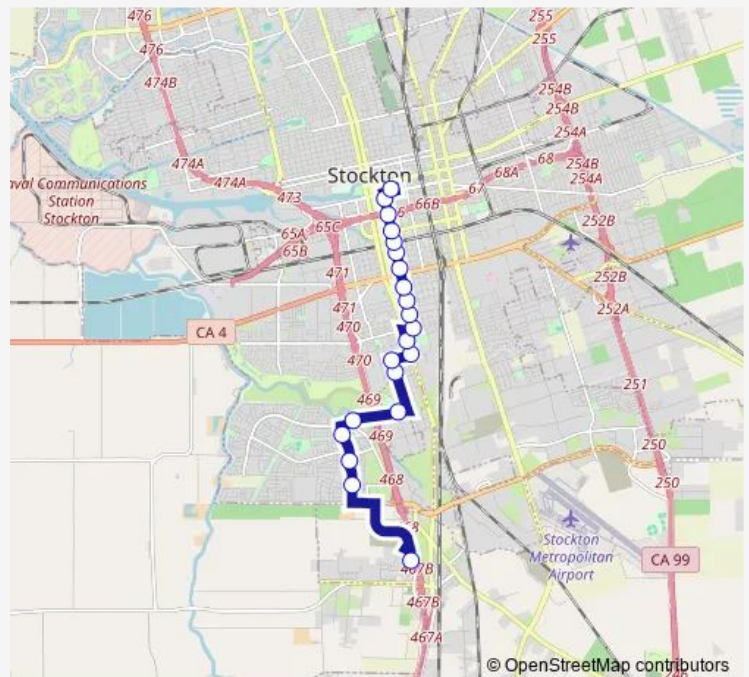 476
476
474B
255
255
254B
254B
254A
254B
254A
474A
474A
473
Stockton
68A
68
67
66B
6
65C
65A
65B
aval Communications
Station
Stockton
252B
252B
252A
471
471
470
CA 4
470
251
469
469
250
250
468
8
Stockton
Metropolitan
Airport
CA 99
467B
467B
467A
© OpenStreetMap contributors